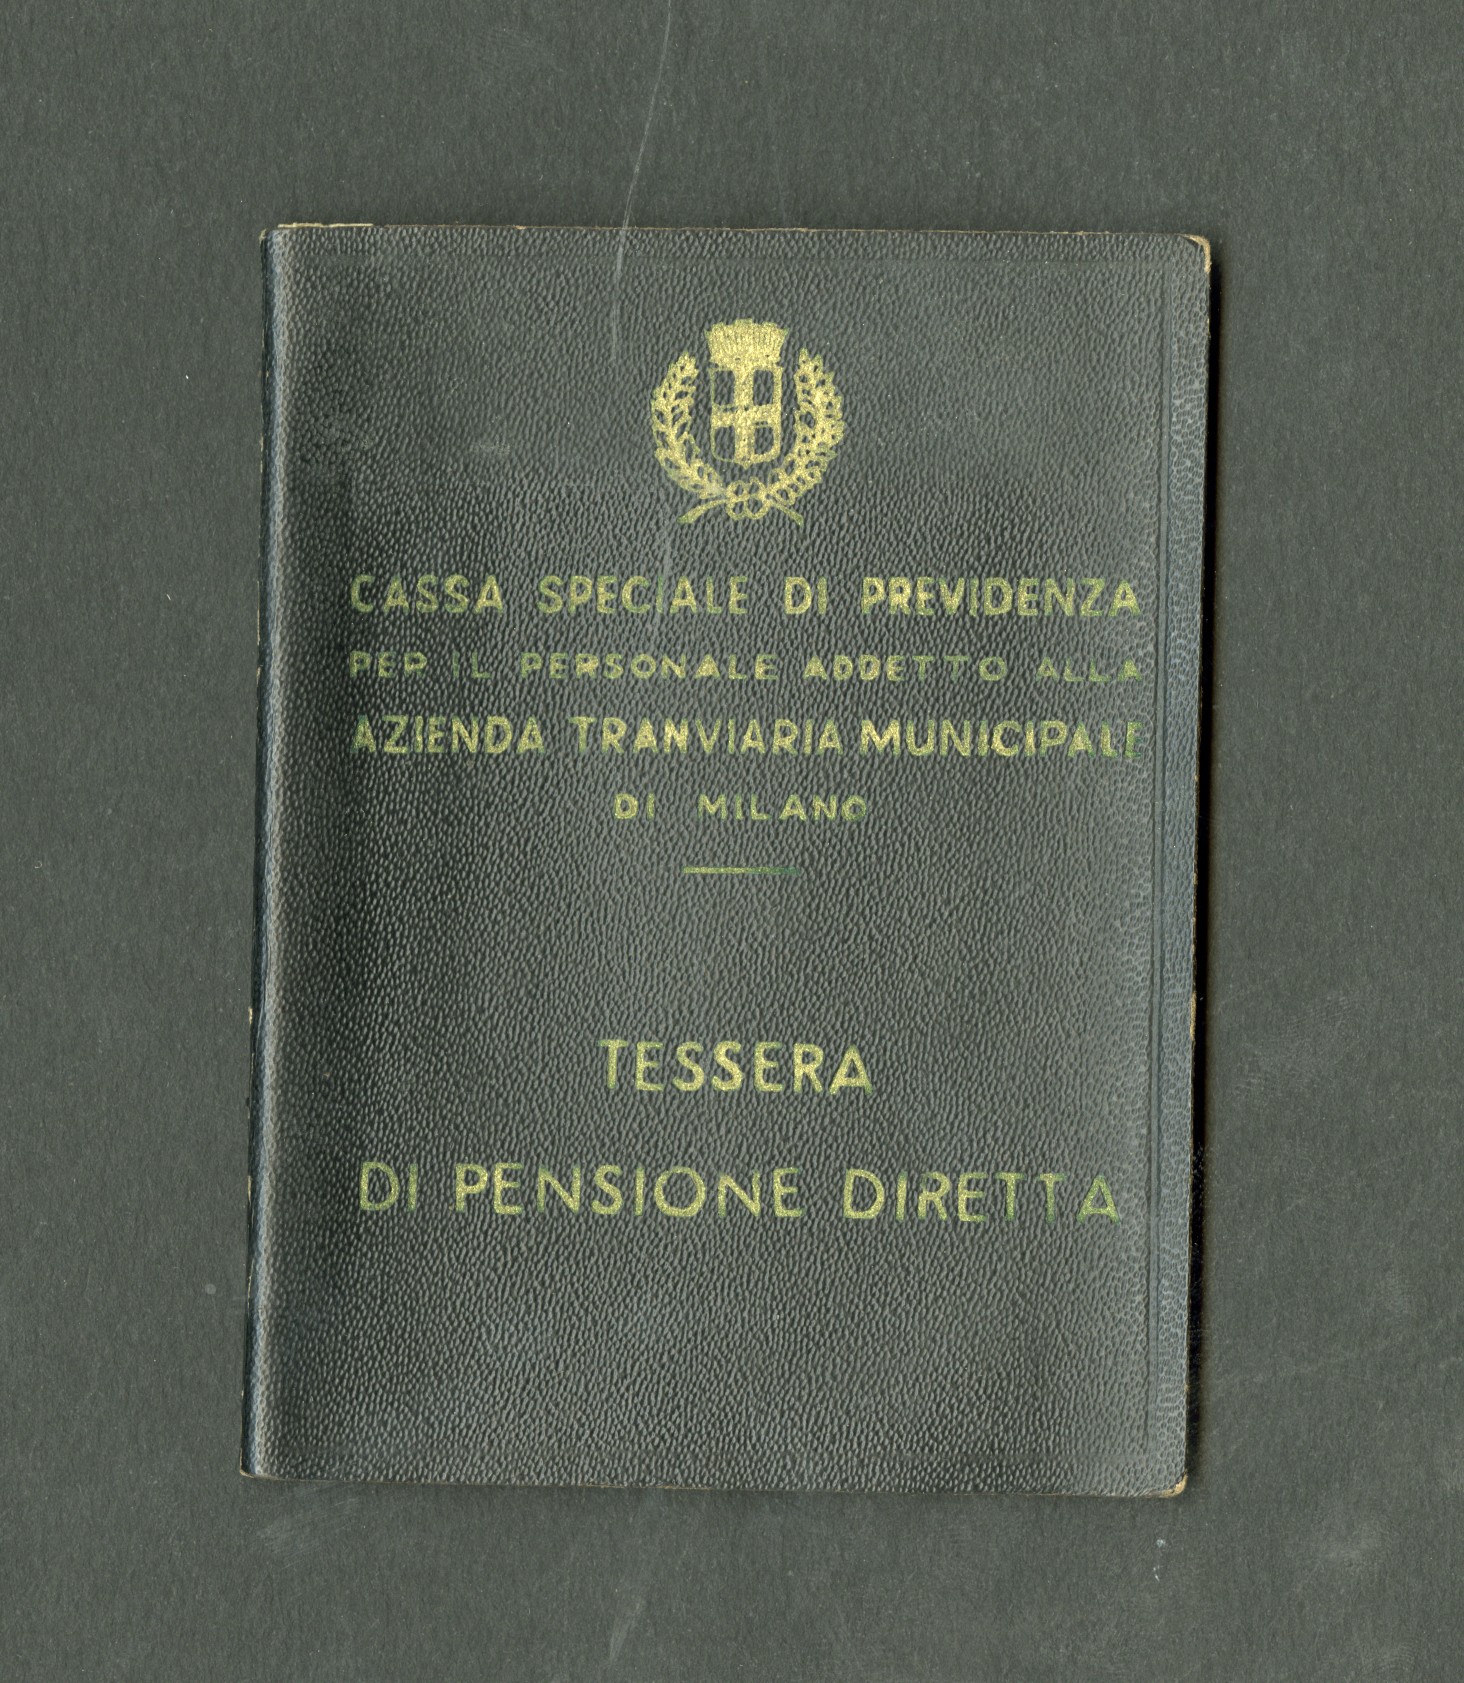 CASSA SPECIALE DI PREVIDENZA
PER IL PERSONALE ADDETTO ALLA
AZIENDA TRANVIARIA MUNICIPALE
DI MILANO
TESSERA
DI PENSIONE DIRETTA